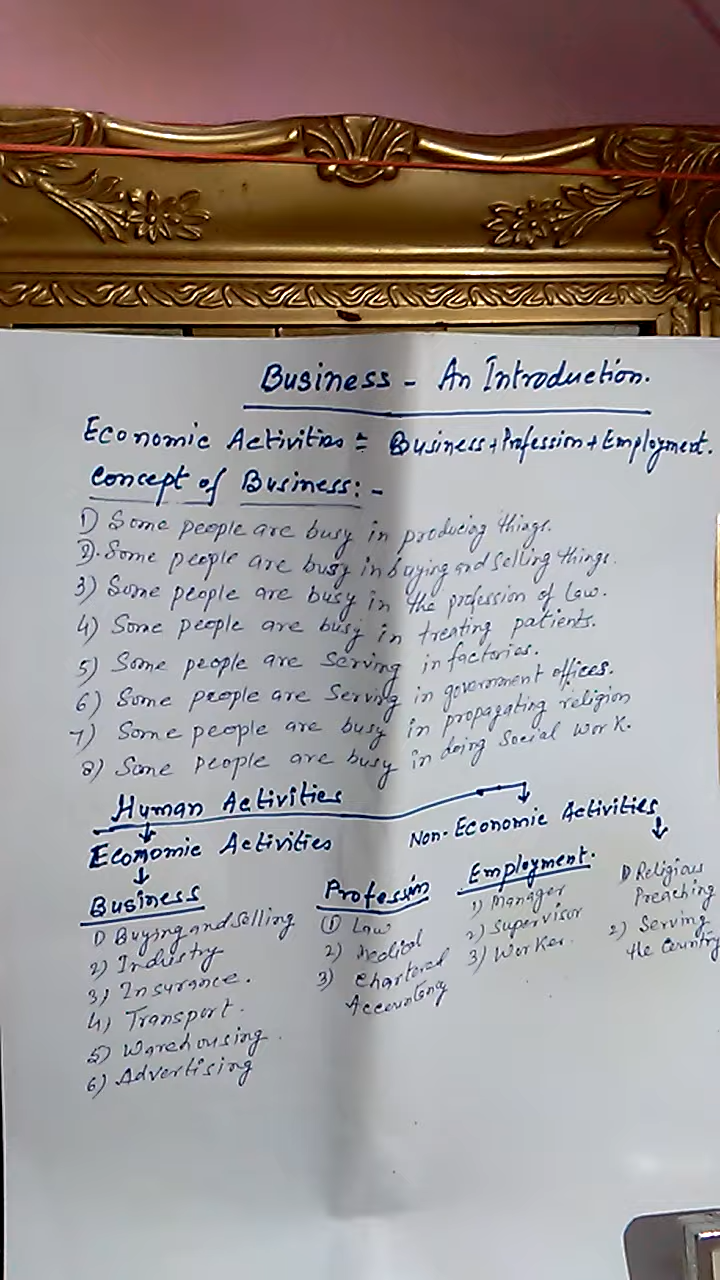 Business - An Introduction.
Economic Activities = Business + Profession + Employment.
Concept of Business: -
1) Some people are busy in producing things.
2). Some people are busy in buying and selling things.
3) Some people are busy in the profession of Law.
4) Some people are busy in treating patients.
5) Some people are serving in factories.
6) Some people are Serving in government offices.
7) Some people are busy in propagating religion
8) Some people are busy in doing social work.
Human Activities
Economic Activities Non-Economic Activities
Business Profession Employment.
1) Buying and Selling
2) Industry
3) Insurance.
4) Transport.
5) Warehousing.
6) Advertising
① Law
2) Medical
3) Chartered
Accounting
1) Manager
2) Supervisor
3) Worker.
1) Religious
Preaching
2) Serving
the Country